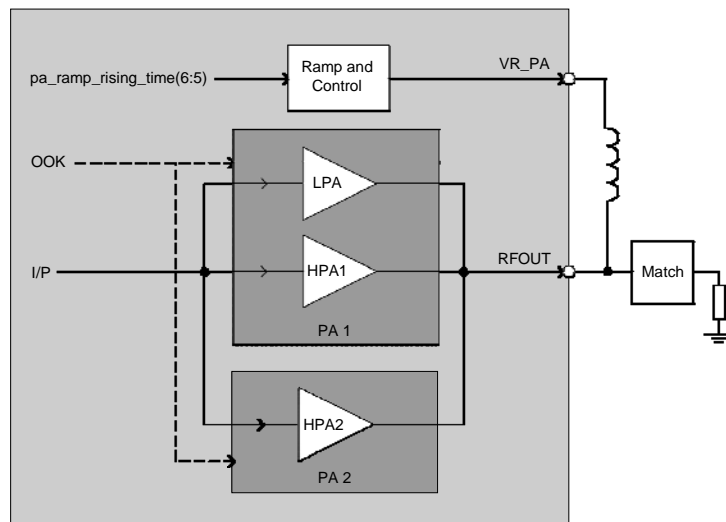 pa_ramp_rising_time(6:5)
Ramp and
Control
VR_PA
OOK
LPA
I/P
HPA1
RFOUT
Match
PA 1
HPA2
PA 2